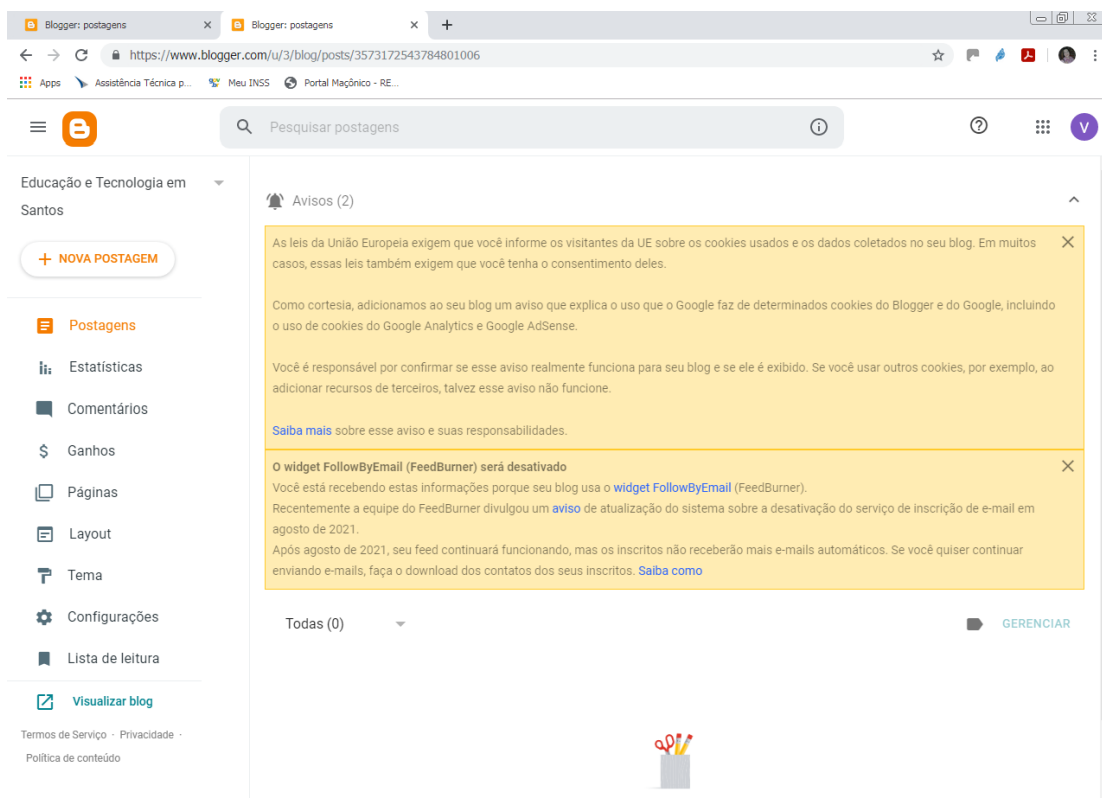 Blogger: postagens
Blogger: postagens
https://www.blogger.com/u/3/blog/posts/3573172543784801006
Apps Assistência Técnica p... Meu INSS Portal Maçônico - RE...
Pesquisar postagens
V
Educação e Tecnologia em
Santos
NOVA POSTAGEM
Postagens
Estatísticas
Comentários
Ganhos
Páginas
Layout
Tema
Configurações
Lista de leitura
Visualizar blog
Termos de Serviço · Privacidade ·
Política de conteúdo
Avisos (2)
As leis da União Europeia exigem que você informe os visitantes da UE sobre os cookies usados e os dados coletados no seu blog. Em muitos
casos, essas leis também exigem que você tenha o consentimento deles.
Como cortesia, adicionamos ao seu blog um aviso que explica o uso que o Google faz de determinados cookies do Blogger e do Google, incluindo
o uso de cookies do Google Analytics e Google AdSense.
Você é responsável por confirmar se esse aviso realmente funciona para seu blog e se ele é exibido. Se você usar outros cookies, por exemplo, ao
adicionar recursos de terceiros, talvez esse aviso não funcione.
Saiba mais sobre esse aviso e suas responsabilidades.
O widget FollowByEmail (FeedBurner) será desativado
Você está recebendo estas informações porque seu blog usa o widget FollowByEmail (FeedBurner).
Recentemente a equipe do FeedBurner divulgou um aviso de atualização do sistema sobre a desativação do serviço de inscrição de e-mail em
agosto de 2021.
Após agosto de 2021, seu feed continuará funcionando, mas os inscritos não receberão mais e-mails automáticos. Se você quiser continuar
enviando e-mails, faça o download dos contatos dos seus inscritos. Saiba como
Todas (0)
GERENCIAR